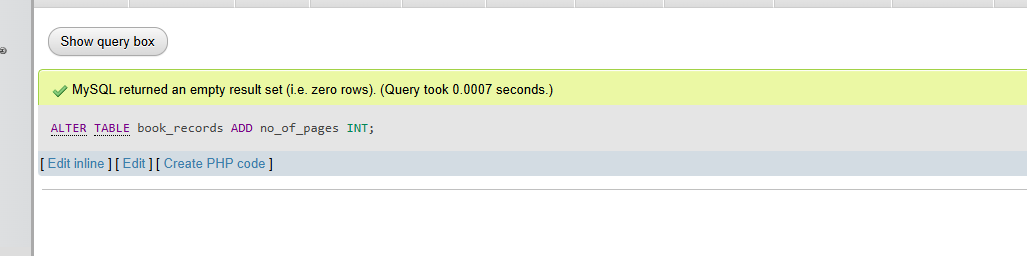 Show query box
MySQL returned an empty result set (i.e. zero rows). (Query took 0.0007 seconds.)
ALTER TABLE book_records ADD no_of_pages INT;
[ Edit inline ] [ Edit ] [ Create PHP code ]